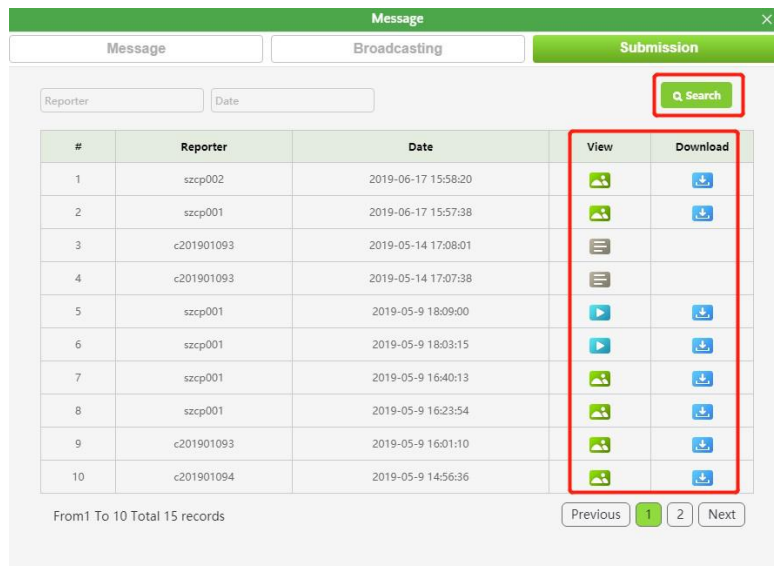 Message
Message Broadcasting Submission
Reporter Date Search
# Reporter Date View Download
1 szcp002 2019-06-17 15:58:20
2 szcp001 2019-06-17 15:57:38
3 c201901093 2019-05-14 17:08:01
4 c201901093 2019-05-14 17:07:38
5 szcp001 2019-05-9 18:09:00
6 szcp001 2019-05-9 18:03:15
7 szcp001 2019-05-9 16:40:13
8 szcp001 2019-05-9 16:23:54
9 c201901093 2019-05-9 16:01:10
10 c201901094 2019-05-9 14:56:36
From1 To 10 Total 15 records Previous 1 2 Next